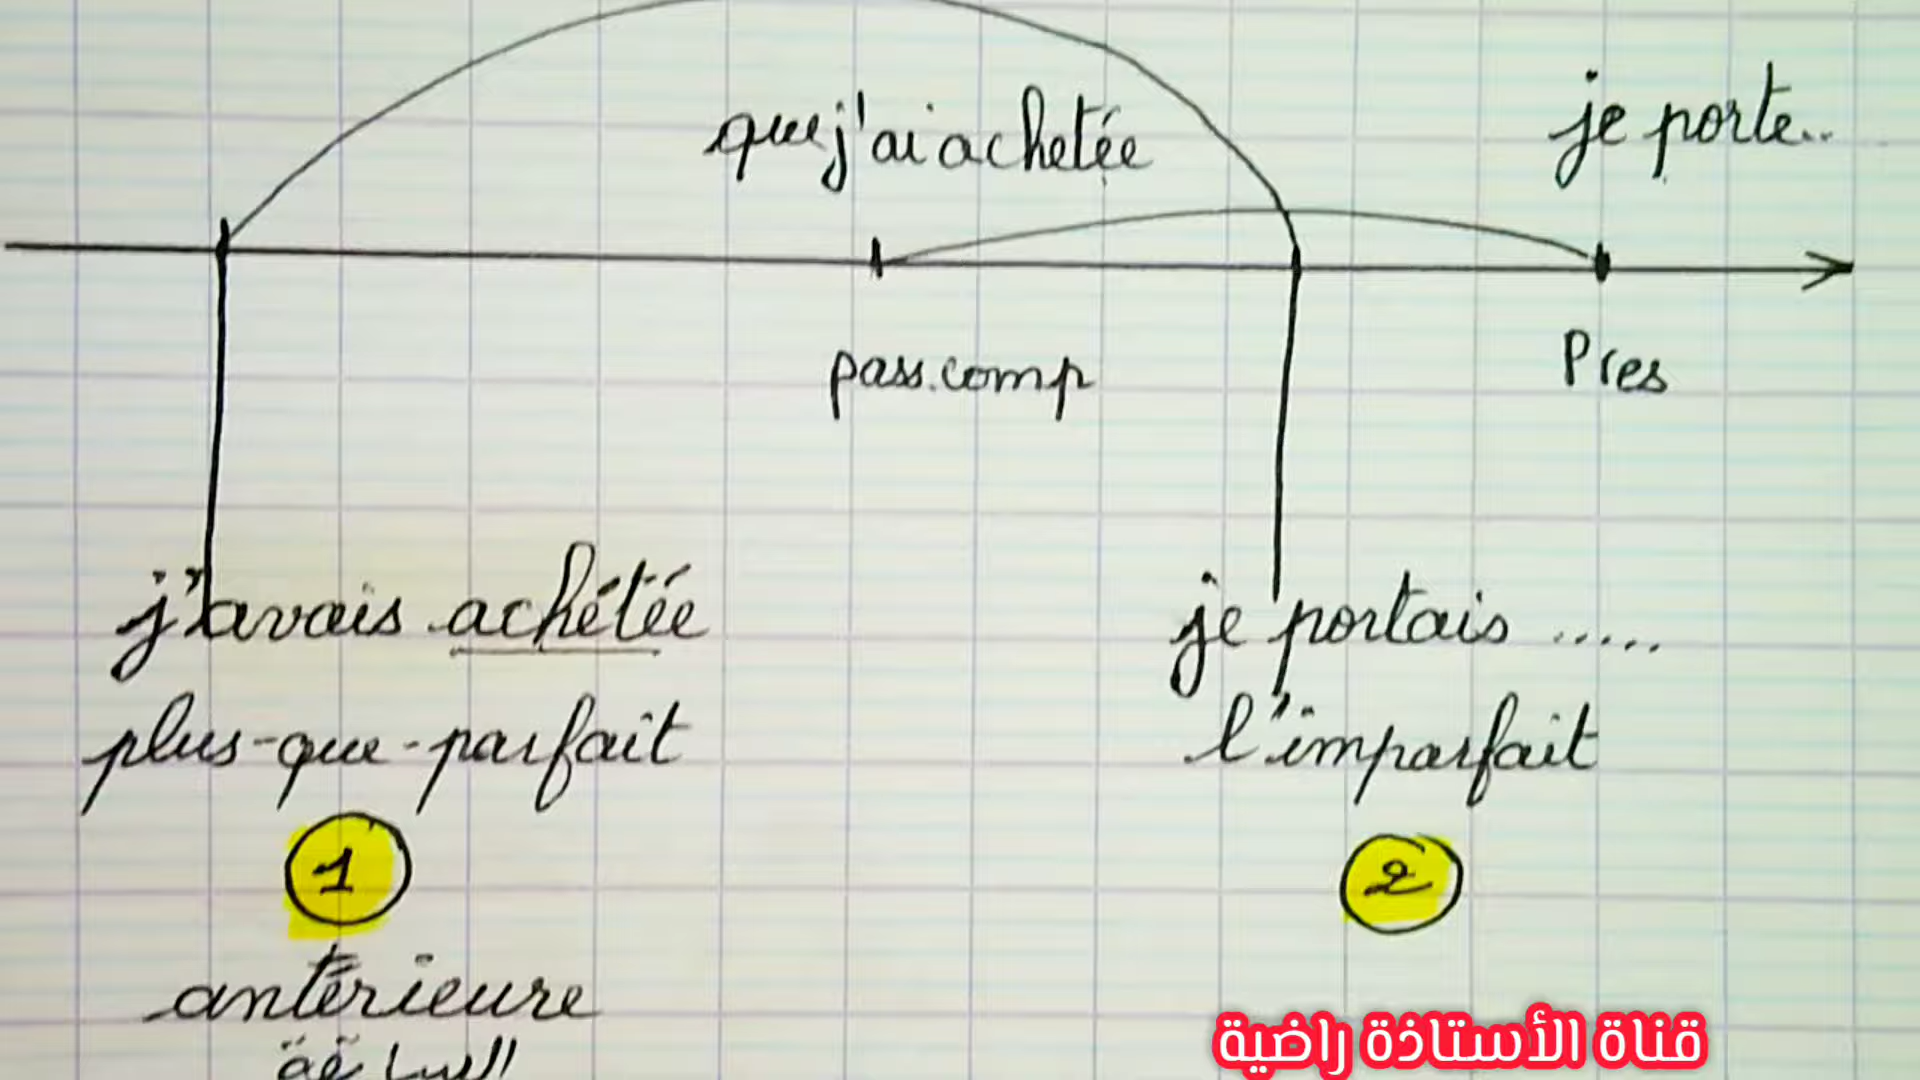 que j'ai achetée
je porte..
pass.comp
Pres
j'avais achétée
je portais .....
plus-que-parfait
l'imparfait
1
2
antérieure
السابقة
قناة الأستاذة راضية